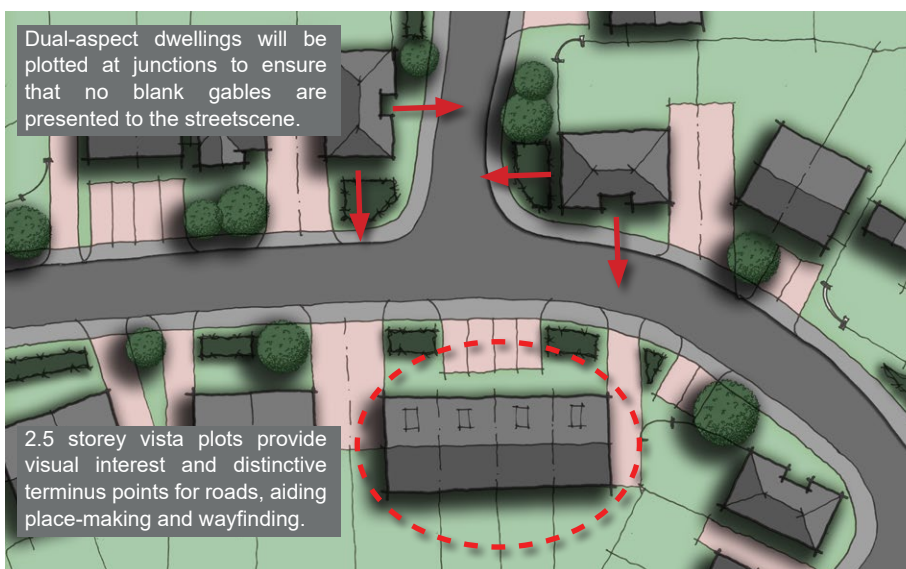 Dual-aspect dwellings will be
plotted at junctions to ensure
that no blank gables are
presented to the streetscene.
2.5 storey vista plots provide
visual interest and distinctive
terminus points for roads, aiding
place-making and wayfinding.